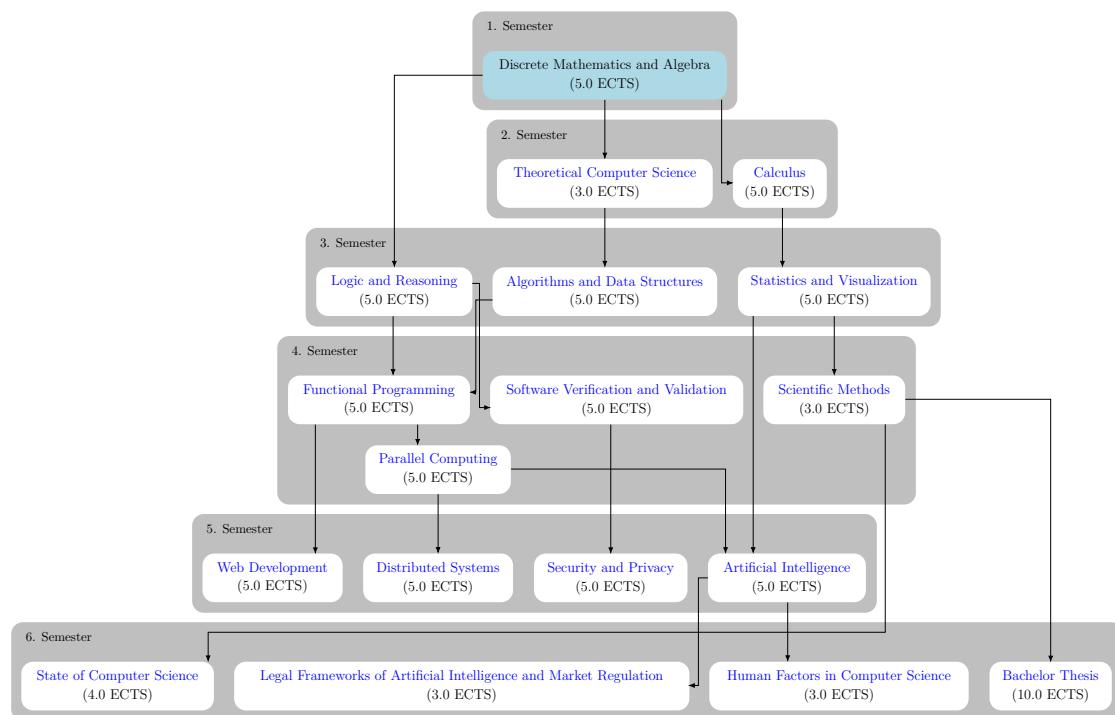 1. Semester
Discrete Mathematics and Algebra
(5.0 ECTS)
2. Semester
Theoretical Computer Science
(3.0 ECTS)
Calculus
(5.0 ECTS)
3. Semester
Logic and Reasoning
(5.0 ECTS)
Algorithms and Data Structures
(5.0 ECTS)
Statistics and Visualization
(5.0 ECTS)
4. Semester
Functional Programming
(5.0 ECTS)
Software Verification and Validation
(5.0 ECTS)
Scientific Methods
(3.0 ECTS)
Parallel Computing
(5.0 ECTS)
5. Semester
Web Development
(5.0 ECTS)
Distributed Systems
(5.0 ECTS)
Security and Privacy
(5.0 ECTS)
Artificial Intelligence
(5.0 ECTS)
6. Semester
State of Computer Science
(4.0 ECTS)
Legal Frameworks of Artificial Intelligence and Market Regulation
(3.0 ECTS)
Human Factors in Computer Science
(3.0 ECTS)
Bachelor Thesis
(10.0 ECTS)